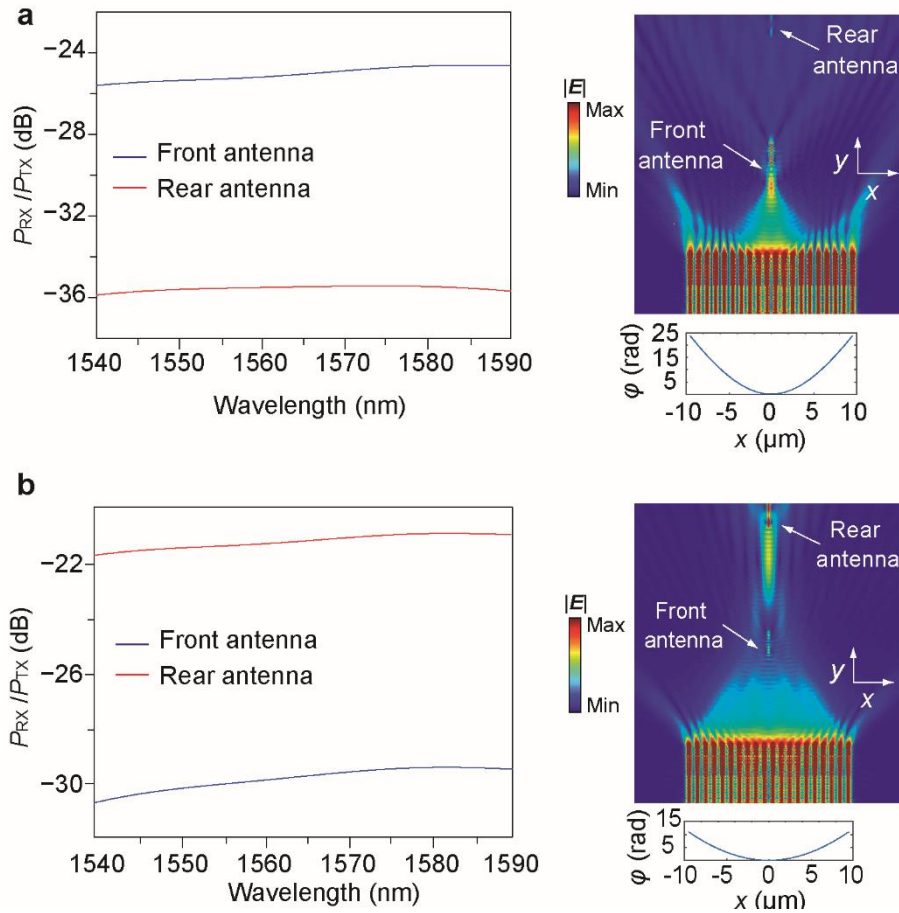 a
−24
−28
−32
−36
P_RX /P_TX (dB)
Front antenna
Rear antenna
1540 1550 1560 1570 1580 1590
Wavelength (nm)
|E|
Max
Min
Rear
antenna
Front
antenna
y
x
25
15
5
φ (rad)
-10 -5 0 5 10
x (µm)
b
−22
−26
−30
P_RX /P_TX (dB)
Front antenna
Rear antenna
1540 1550 1560 1570 1580 1590
Wavelength (nm)
|E|
Max
Min
Rear
antenna
Front
antenna
y
x
15
5
φ (rad)
-10 -5 0 5 10
x (µm)